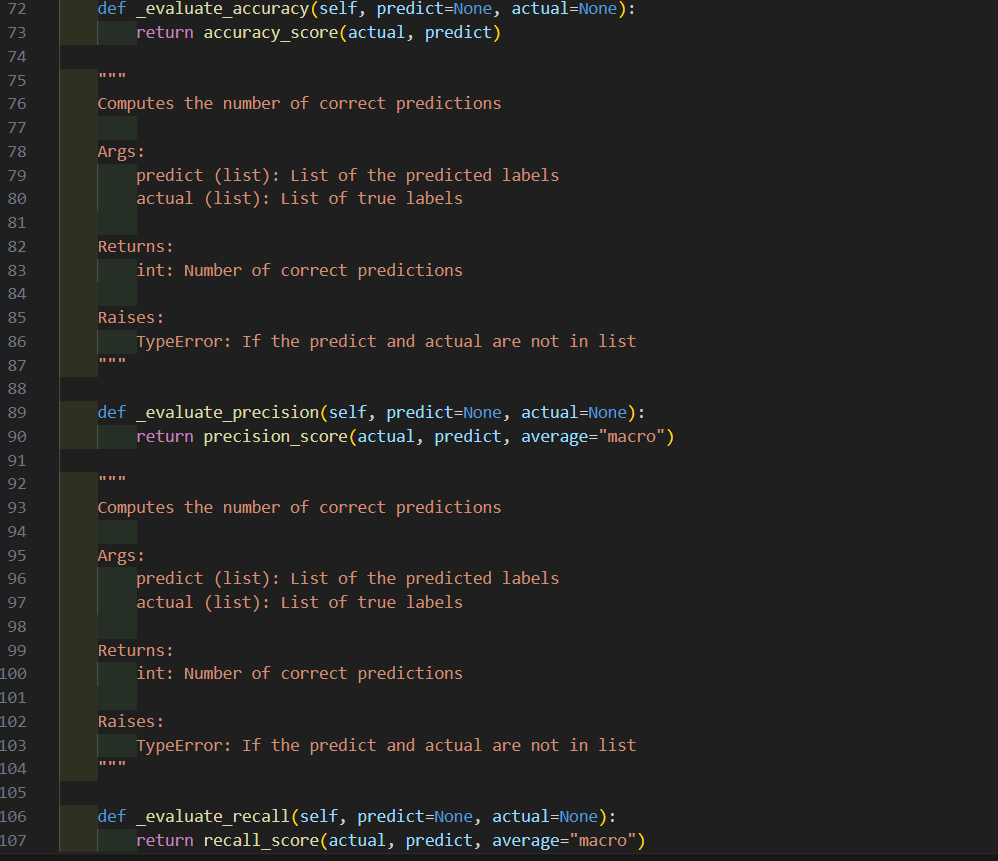 72 def _evaluate_accuracy(self, predict=None, actual=None):
73 return accuracy_score(actual, predict)
74
75 """
76 Computes the number of correct predictions
77
78 Args:
79 predict (list): List of the predicted labels
80 actual (list): List of true labels
81
82 Returns:
83 int: Number of correct predictions
84
85 Raises:
86 TypeError: If the predict and actual are not in list
87 """
88
89 def _evaluate_precision(self, predict=None, actual=None):
90 return precision_score(actual, predict, average="macro")
91
92 """
93 Computes the number of correct predictions
94
95 Args:
96 predict (list): List of the predicted labels
97 actual (list): List of true labels
98
99 Returns:
100 int: Number of correct predictions
101
102 Raises:
103 TypeError: If the predict and actual are not in list
104 """
105
106 def _evaluate_recall(self, predict=None, actual=None):
107 return recall_score(actual, predict, average="macro")